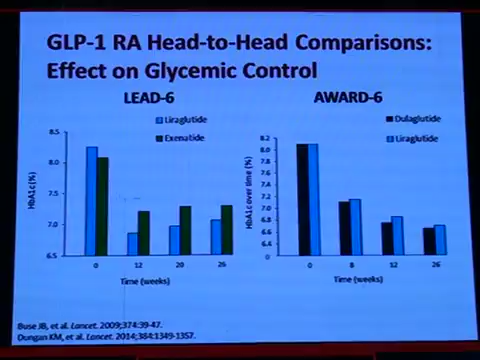 GLP-1 RA Head-to-Head Comparisons:
Effect on Glycemic Control
LEAD-6
Liraglutide
Exenatide
8.5
8.0
7.0
6.5
HbA1c (%)
0 12 20 26
Time (weeks)
AWARD-6
Dulaglutide
Liraglutide
8.2
8.0
7.8
7.6
7.4
7.2
7.0
6.8
6.6
6.4
0
HbA1c over time (%)
0 8 12 26
Time (weeks)
Buse JB, et al. Lancet. 2009;374:39-47.
Dungan KM, et al. Lancet. 2014;384:1349-1357.